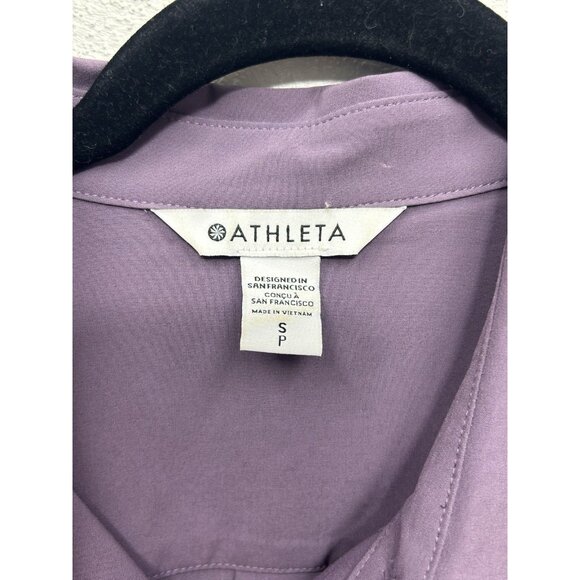 ATHLETA
DESIGNED IN
SAN FRANCISCO
CONÇU À
SAN FRANCISCO
MADE IN VIETNAM
S
P